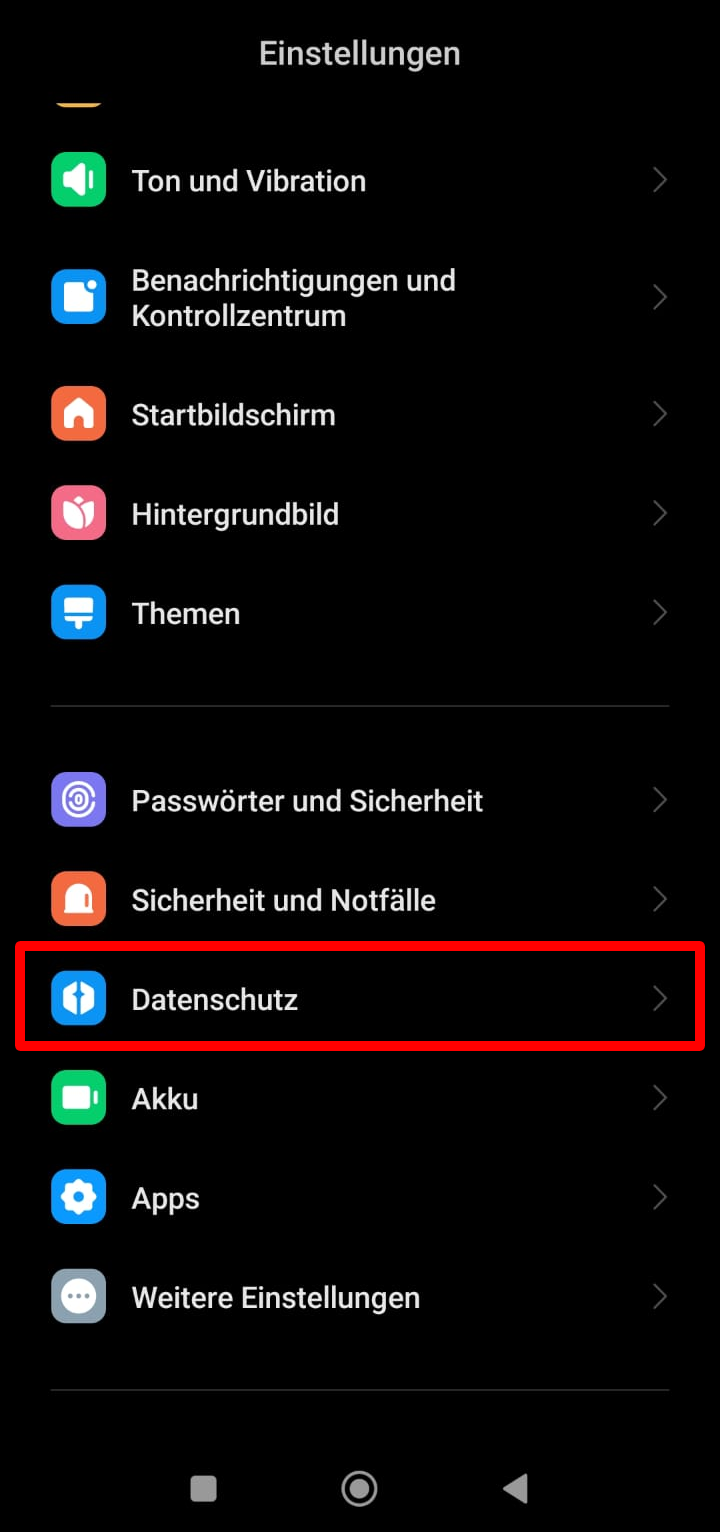 Einstellungen
Ton und Vibration
Benachrichtigungen und
Kontrollzentrum
Startbildschirm
Hintergrundbild
Themen
Passwörter und Sicherheit
Sicherheit und Notfälle
Datenschutz
Akku
Apps
Weitere Einstellungen